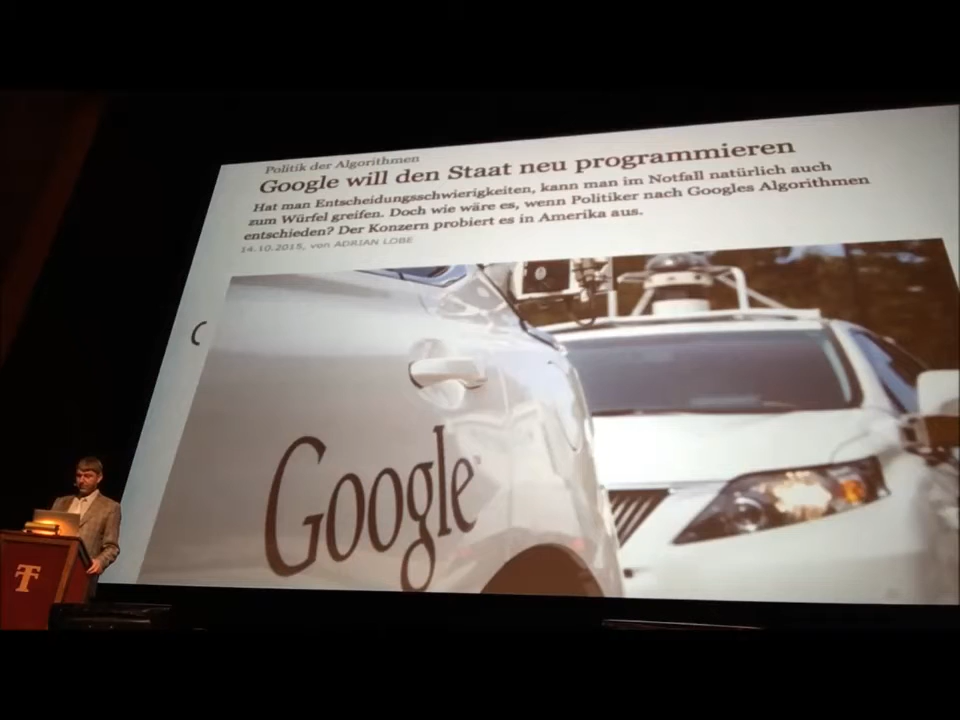 Politik der Algorithmen
Google will den Staat neu programmieren
Hat man Entscheidungsschwierigkeiten, kann man im Notfall natürlich auch
zum Würfel greifen. Doch wie wäre es, wenn Politiker nach Googles Algorithmen
entschieden? Der Konzern probiert es in Amerika aus.
14.10.2015, von ADRIAN LOBE
Google
T